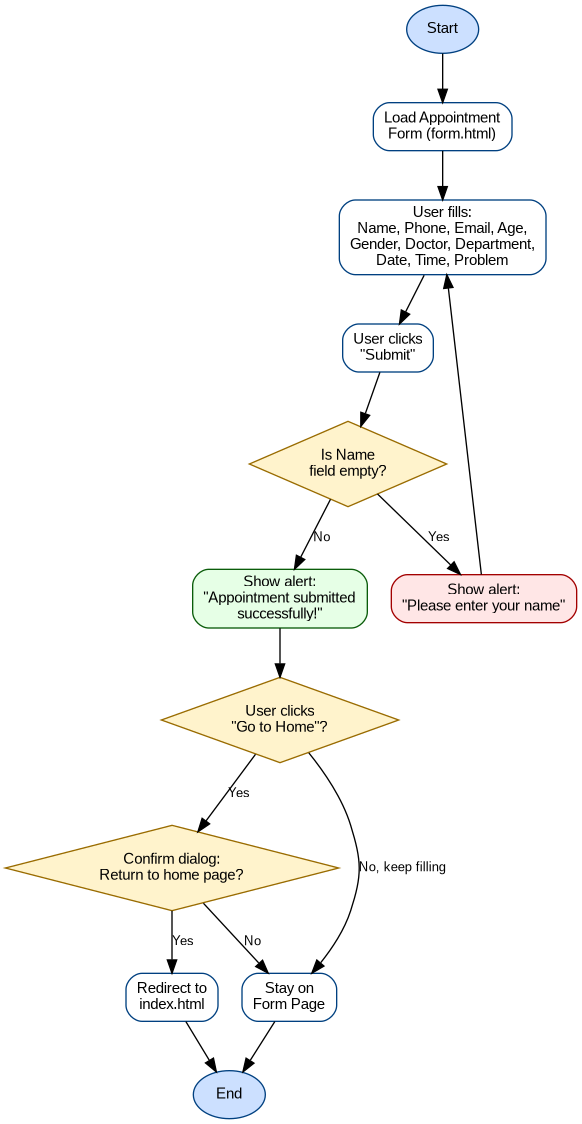 Start
Load Appointment
Form (form.html)
User fills:
Name, Phone, Email, Age,
Gender, Doctor, Department,
Date, Time, Problem
User clicks
"Submit"
Is Name
field empty?
No
Yes
Show alert:
"Appointment submitted
successfully!"
Show alert:
"Please enter your name"
User clicks
"Go to Home"?
Yes
No, keep filling
Confirm dialog:
Return to home page?
Yes
No
Redirect to
index.html
Stay on
Form Page
End